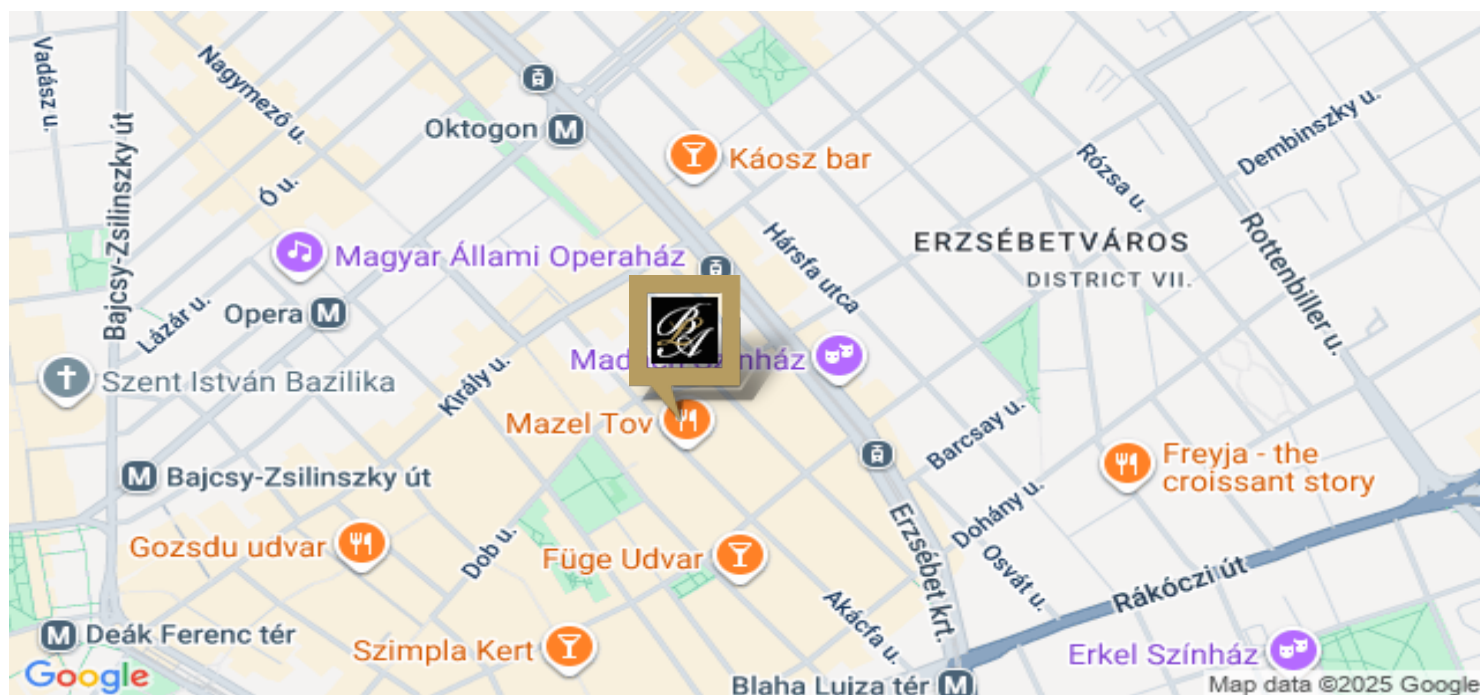 Vadász u.
Nagymező u.
Bajcsy-Zsilinszky út
Oktogon M
Káosz bar
Rózsa u.
Dembinszky u.
Ó u.
Magyar Állami Operaház
Hársfa utca
ERZSÉBETVÁROS
DISTRICT VII.
Rottenbiller u.
Lázár u.
Opera M
BLA
Szent István Bazilika
Király u.
Mazel Tov
Barcsay u.
Freyja - the
croissant story
M Bajcsy-Zsilinszky út
Gozsdu udvar
Dob u.
Füge Udvar
Erzsébet krt.
Dohány u.
Osvát u.
Rákóczi út
Akácfa u.
M Deák Ferenc tér
Szimpla Kert
Erkel Színház
Blaha Lujza tér M
Google
Map data ©2025 Google